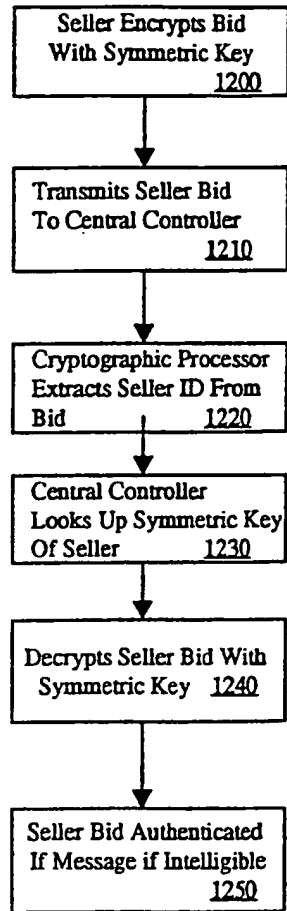 Seller Encrypts Bid
With Symmetric Key
1200
Transmits Seller Bid
To Central Controller
1210
Cryptographic Processor
Extracts Seller ID From
Bid 1220
Central Controller
Looks Up Symmetric Key
Of Seller 1230
Decrypts Seller Bid With
Symmetric Key 1240
Seller Bid Authenticated
If Message if Intelligible
1250